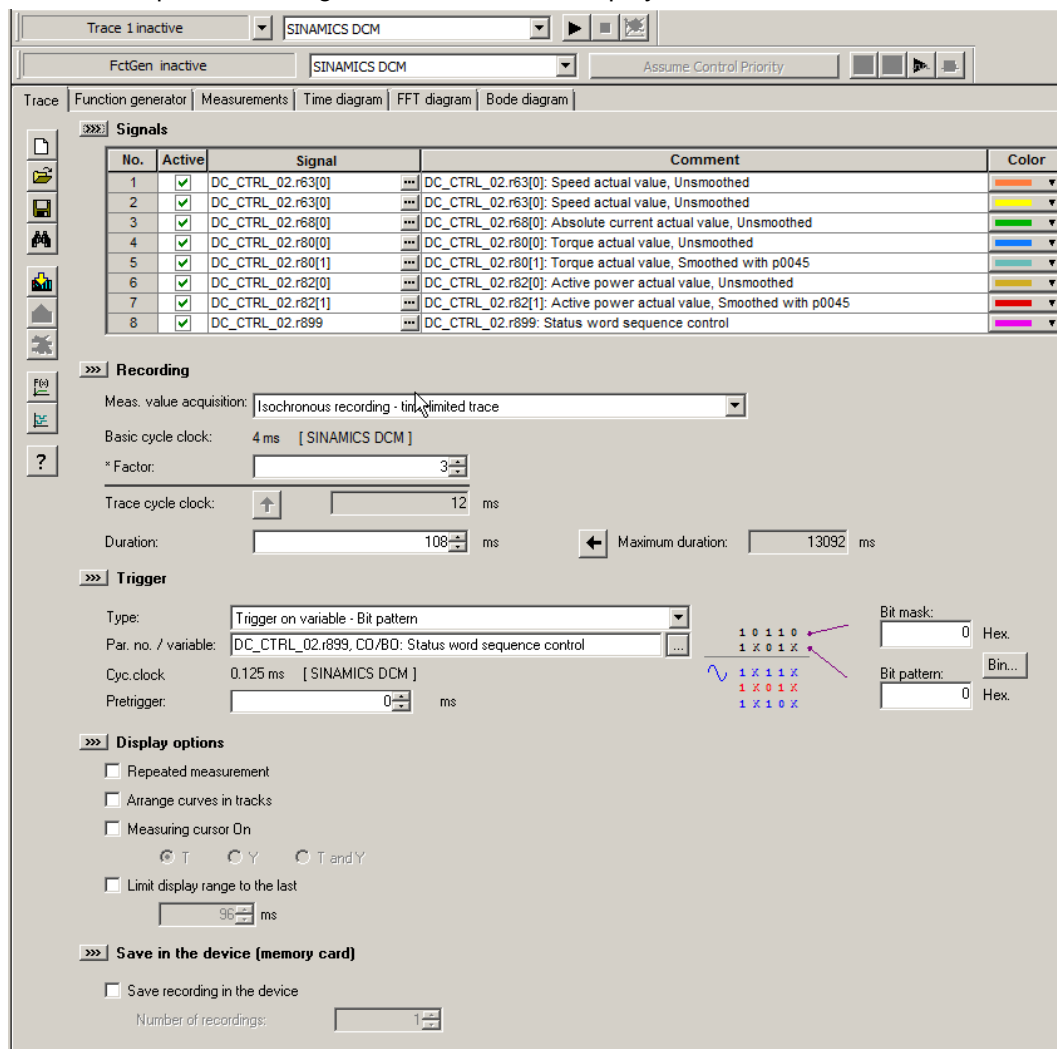 Trace 1 inactive SINAMICS DCM
FctGen inactive SINAMICS DCM Assume Control Priority
Trace Function generator Measurements Time diagram FFT diagram Bode diagram
>>> Signals
No. Active Signal Comment Color
1 DC_CTRL_02.r63[0] ... DC_CTRL_02.r63[0]: Speed actual value, Unsmoothed
2 DC_CTRL_02.r63[0] ... DC_CTRL_02.r63[0]: Speed actual value, Unsmoothed
3 DC_CTRL_02.r68[0] ... DC_CTRL_02.r68[0]: Absolute current actual value, Unsmoothed
4 DC_CTRL_02.r80[0] ... DC_CTRL_02.r80[0]: Torque actual value, Unsmoothed
5 DC_CTRL_02.r80[1] ... DC_CTRL_02.r80[1]: Torque actual value, Smoothed with p0045
6 DC_CTRL_02.r82[0] ... DC_CTRL_02.r82[0]: Active power actual value, Unsmoothed
7 DC_CTRL_02.r82[1] ... DC_CTRL_02.r82[1]: Active power actual value, Smoothed with p0045
8 DC_CTRL_02.r899 ... DC_CTRL_02.r899: Status word sequence control
>>> Recording
Meas. value acquisition: Isochronous recording - time-limited trace
Basic cycle clock: 4 ms [ SINAMICS DCM ]
* Factor: 3
Trace cycle clock: 12 ms
Duration: 108 ms Maximum duration: 13092 ms
>>> Trigger
Type: Trigger on variable - Bit pattern
Par. no. / variable: DC_CTRL_02.r899, CO/BO: Status word sequence control ...
Cyc.clock 0.125 ms [ SINAMICS DCM ]
Pretrigger: 0 ms
1 0 1 1 0
1 X 0 1 X
1 X 1 1 X
1 X 0 1 X
1 X 1 0 X
Bit mask:
0 Hex.
Bin...
Bit pattern:
0 Hex.
>>> Display options
Repeated measurement
Arrange curves in tracks
Measuring cursor On
T Y T and Y
Limit display range to the last
96 ms
>>> Save in the device (memory card)
Save recording in the device
Number of recordings: 1
F(x)
?